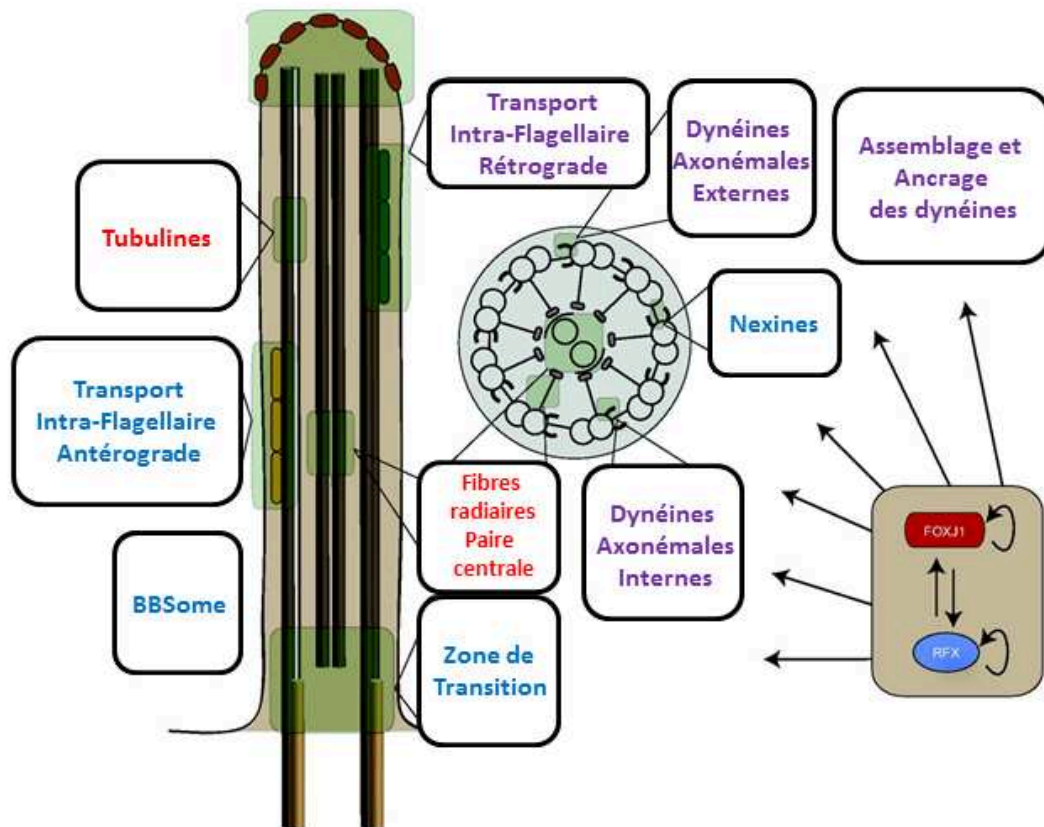 Transport
Intra-Flagellaire
Rétrograde
Dynéines
Axonémales
Externes
Assemblage et
Ancrage
des dynéines
Tubulines
Nexines
Transport
Intra-Flagellaire
Antérograde
Fibres
radiaires
Paire
centrale
Dynéines
Axonémales
Internes
FOXJ1
BBSome
Zone de
Transition
RFX